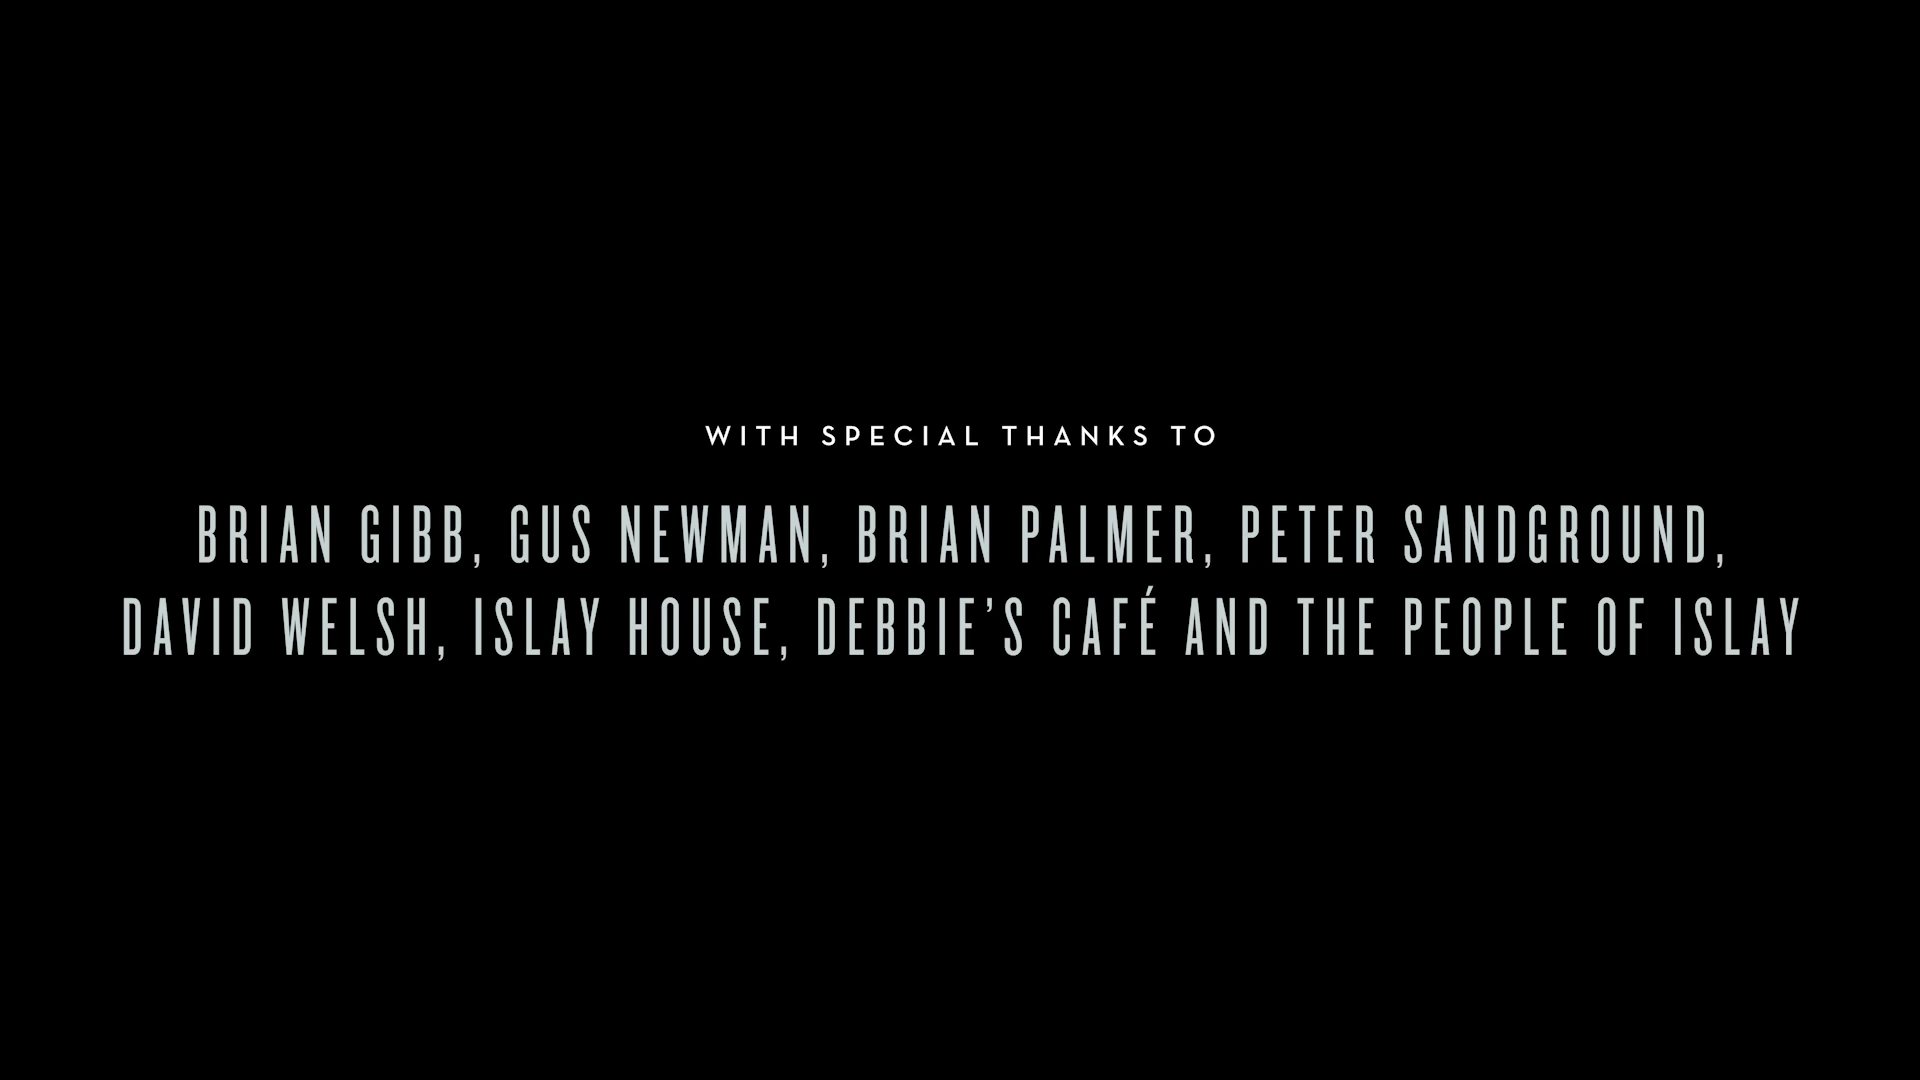 WITH SPECIAL THANKS TO
BRIAN GIBB, GUS NEWMAN, BRIAN PALMER, PETER SANDGROUND,
DAVID WELSH, ISLAY HOUSE, DEBBIE’S CAFÉ AND THE PEOPLE OF ISLAY